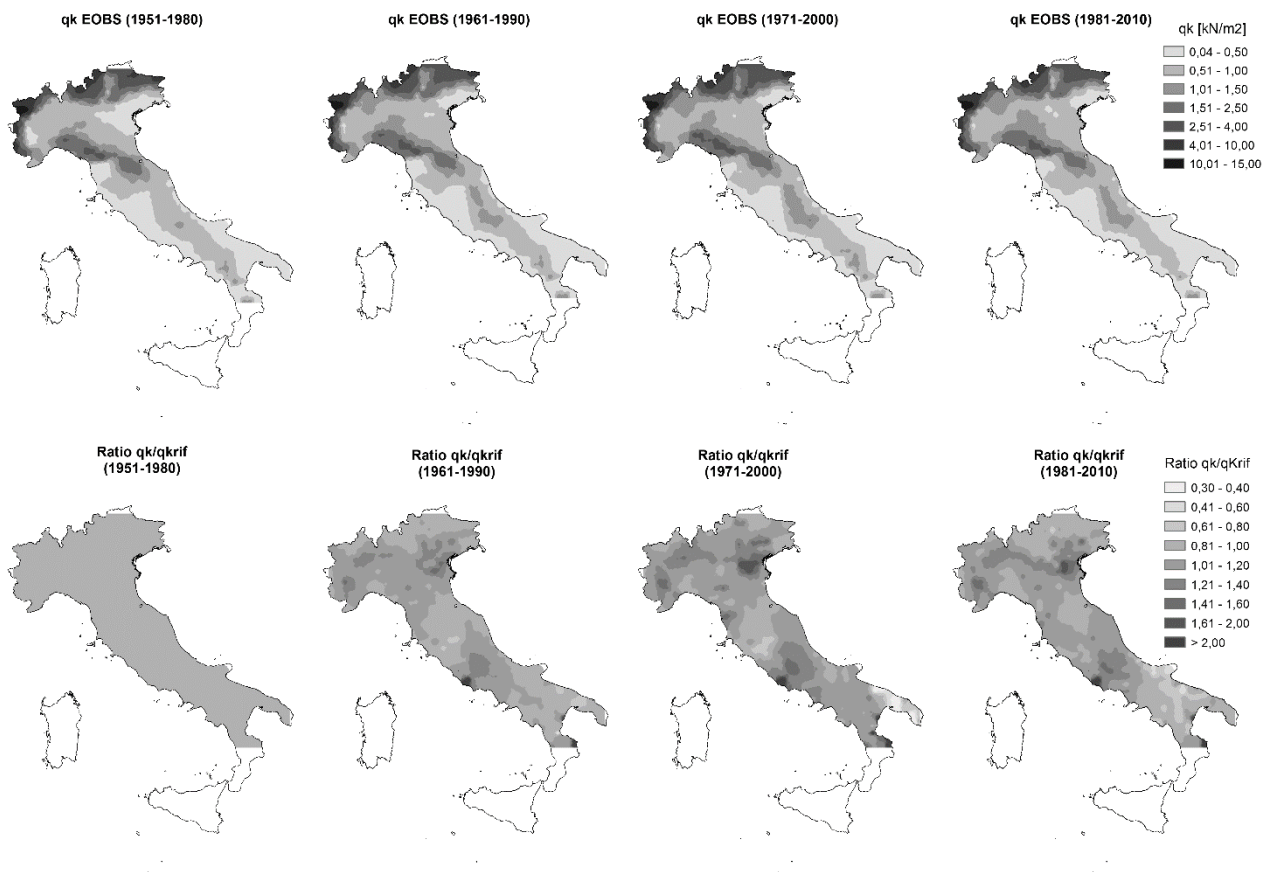 qk EOBS (1951-1980)
qk EOBS (1961-1990)
qk EOBS (1971-2000)
qk EOBS (1981-2010)
qk [kN/m2]
0,04 - 0,50
0,51 - 1,00
1,01 - 1,50
1,51 - 2,50
2,51 - 4,00
4,01 - 10,00
10,01 - 15,00
Ratio qk/qkrif
(1951-1980)
Ratio qk/qkrif
(1961-1990)
Ratio qk/qkrif
(1971-2000)
Ratio qk/qkrif
(1981-2010)
Ratio qk/qKrif
0,30 - 0,40
0,41 - 0,60
0,61 - 0,80
0,81 - 1,00
1,01 - 1,20
1,21 - 1,40
1,41 - 1,60
1,61 - 2,00
> 2,00